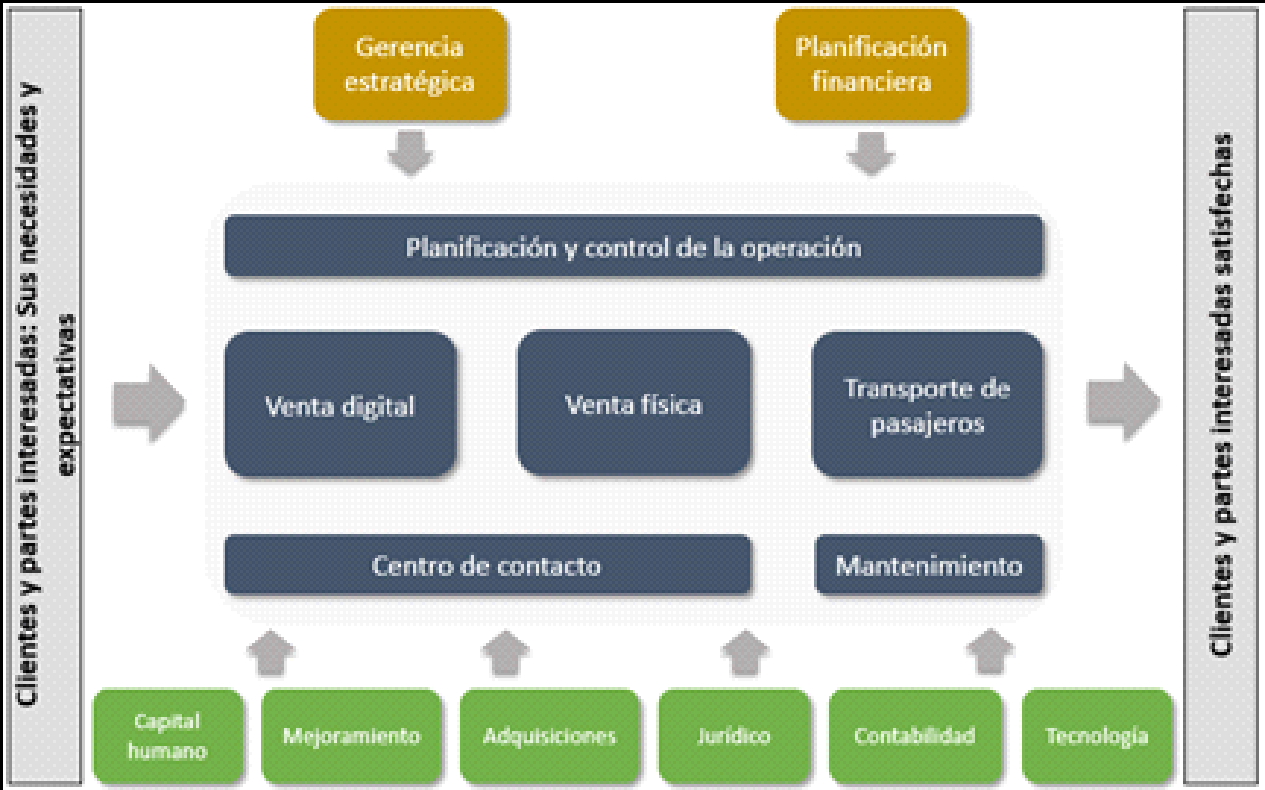 Clientes y partes interesadas: Sus necesidades y
expectativas
Gerencia
estratégica
Planificación
financiera
Planificación y control de la operación
Venta digital
Venta física
Transporte de
pasajeros
Centro de contacto
Mantenimiento
Capital
humano
Mejoramiento
Adquisiciones
Jurídico
Contabilidad
Tecnología
Clientes y partes interesadas satisfechas